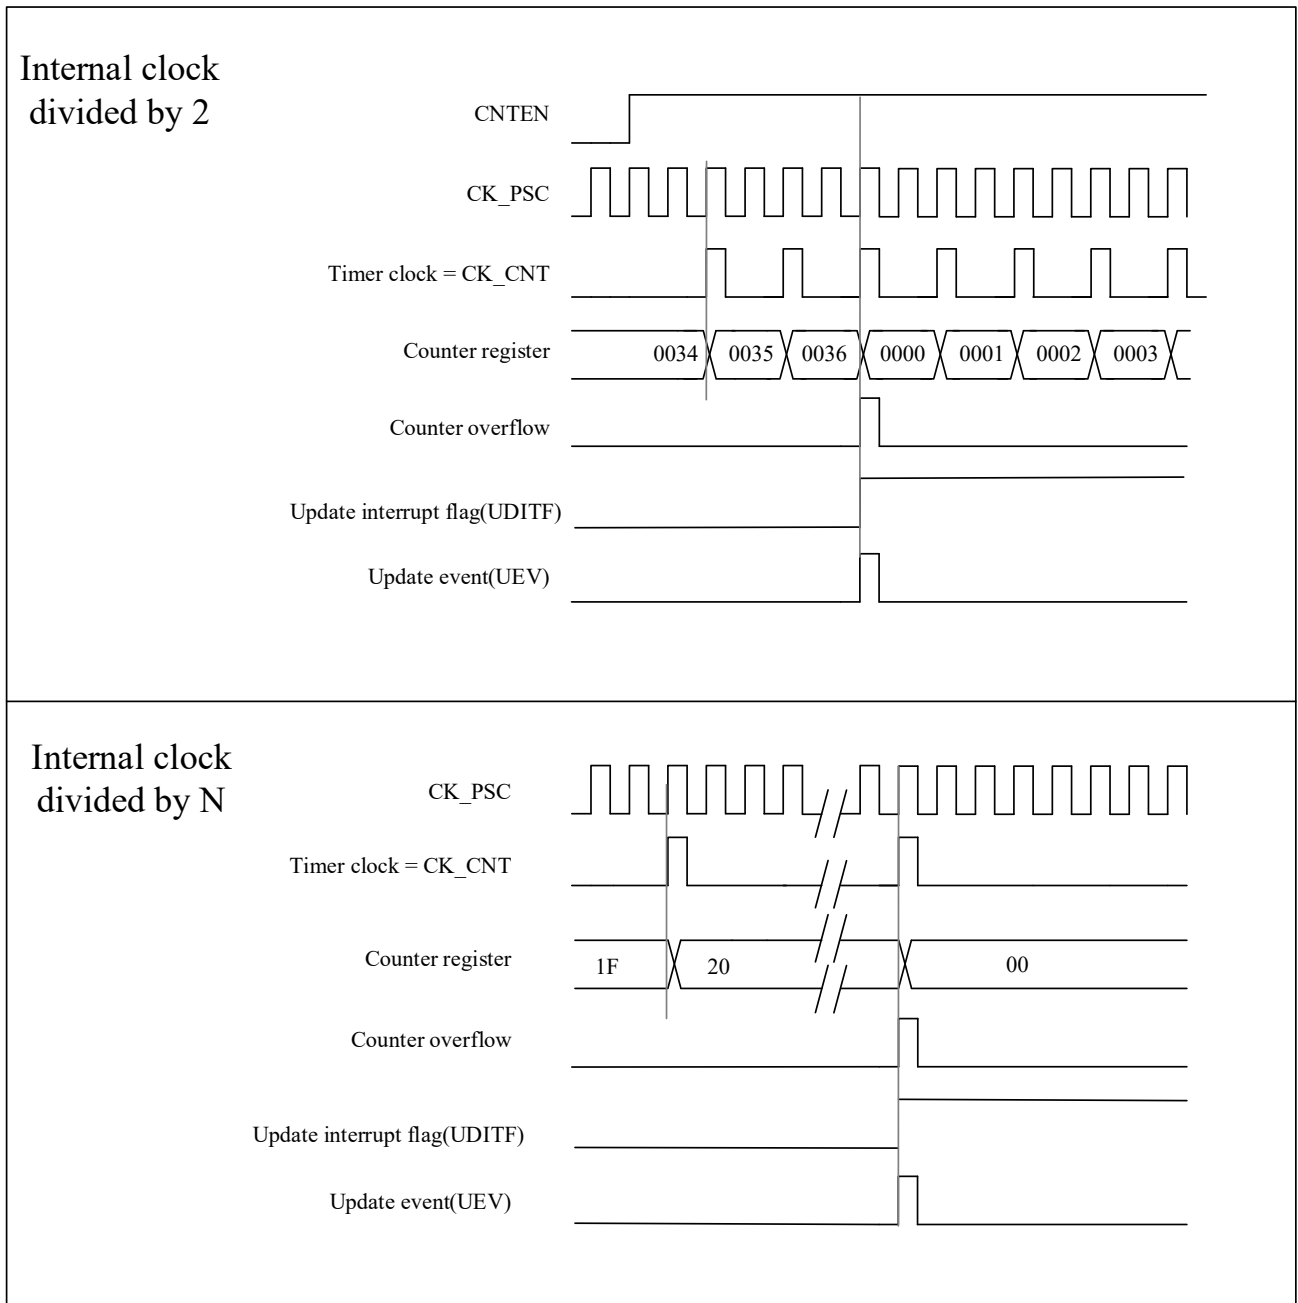 Internal clock
divided by 2
CNTEN
CK_PSC
Timer clock = CK_CNT
Counter register
0034 0035 0036 0000 0001 0002 0003
Counter overflow
Update interrupt flag(UDITF)
Update event(UEV)
Internal clock
divided by N
CK_PSC
Timer clock = CK_CNT
Counter register
1F 20 00
Counter overflow
Update interrupt flag(UDITF)
Update event(UEV)